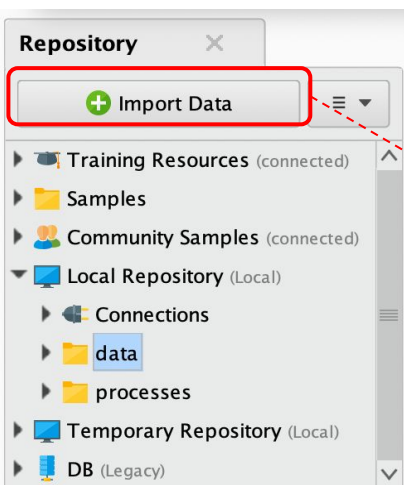 Repository
Import Data
Training Resources (connected)
Samples
Community Samples (connected)
Local Repository (Local)
Connections
data
processes
Temporary Repository (Local)
DB (Legacy)